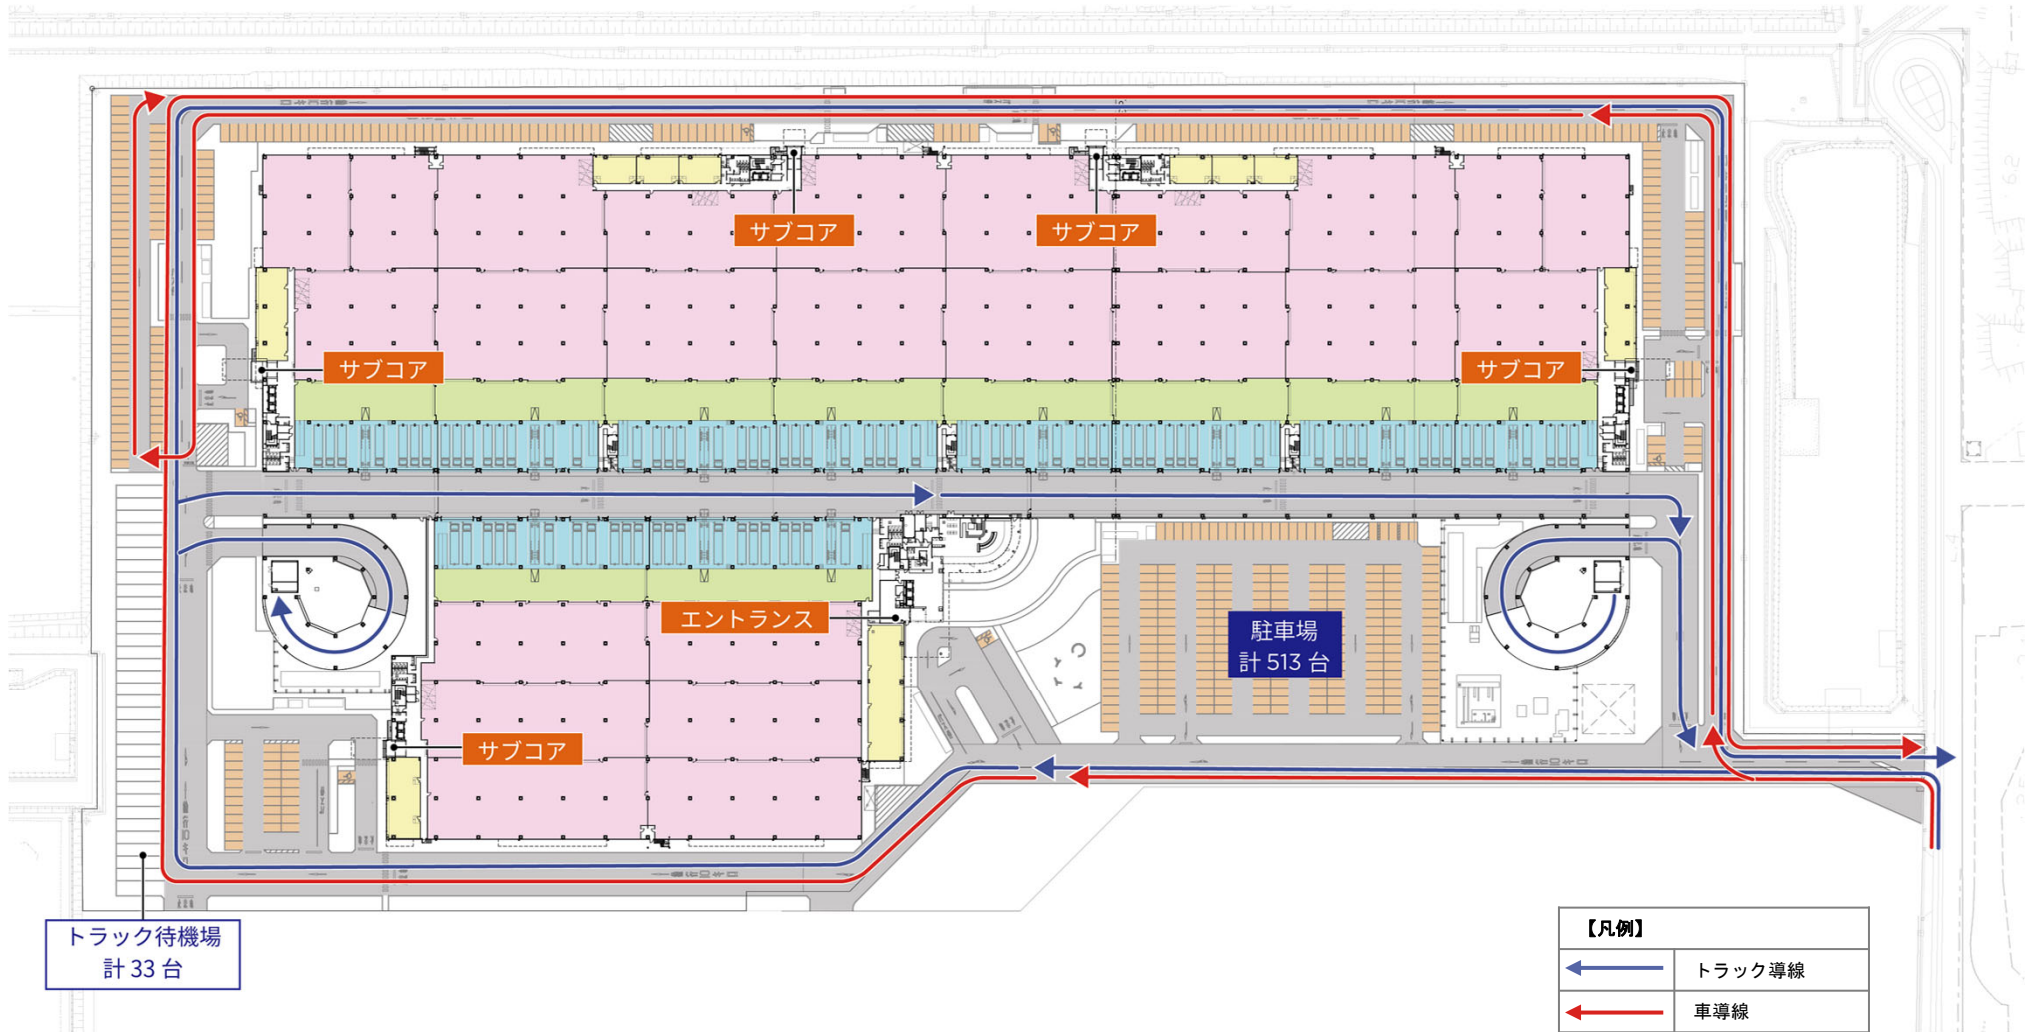 サブコア
サブコア
サブコア
サブコア
エントランス
駐車場
計 513 台
サブコア
トラック待機場
計 33 台
【凡例】
トラック導線
車導線